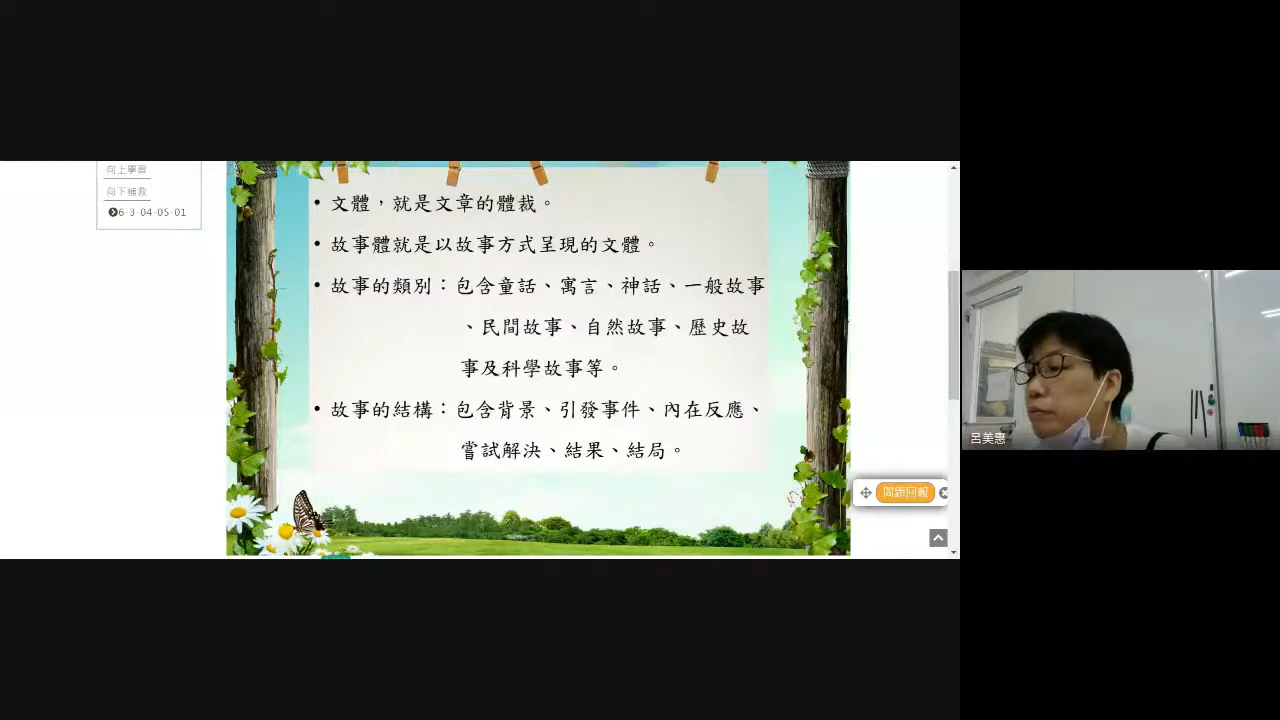 向上學習
向下補救
6-3-04-05-01
• 文體，就是文章的體裁。
• 故事體就是以故事方式呈現的文體。
• 故事的類別：包含童話、寓言、神話、一般故事
、民間故事、自然故事、歷史故
事及科學故事等。
• 故事的結構：包含背景、引發事件、內在反應、
嘗試解決、結果、結局。
問題回報
呂美惠